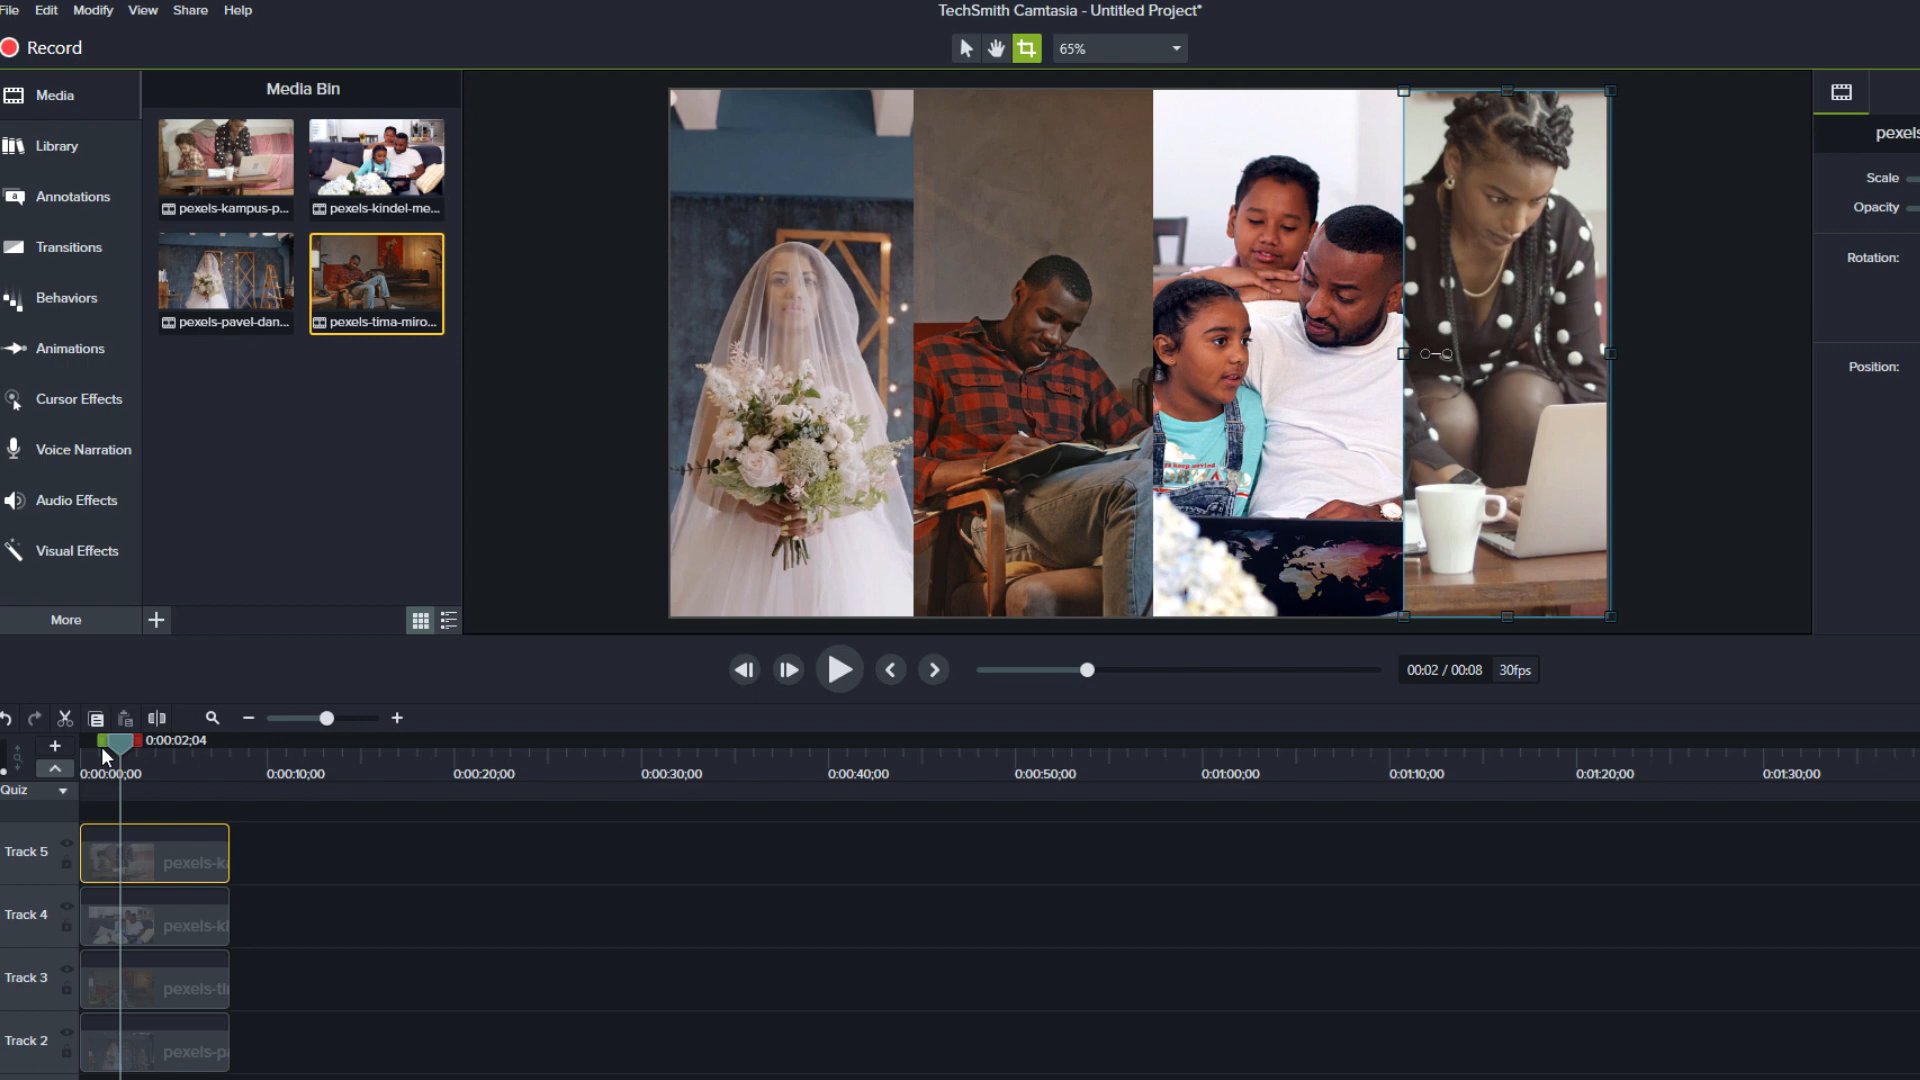 File Edit Modify View Share Help
TechSmith Camtasia - Untitled Project*
Record
65%
Media
Library
Annotations
Transitions
Behaviors
Animations
Cursor Effects
Voice Narration
Audio Effects
Visual Effects
More
Media Bin
pexels-kampus-p...
pexels-kindel-me...
pexels-pavel-dan...
pexels-tima-miro...
pexels
Scale
Opacity
Rotation:
Position:
00:02 / 00:08 30fps
0:00:02;04
0:00:00;00 0:00:10;00 0:00:20;00 0:00:30;00 0:00:40;00 0:00:50;00 0:01:00;00 0:01:10;00 0:01:20;00 0:01:30;00
Quiz
Track 5
pexels-k
Track 4
pexels-k
Track 3
pexels-ti
Track 2
pexels-p